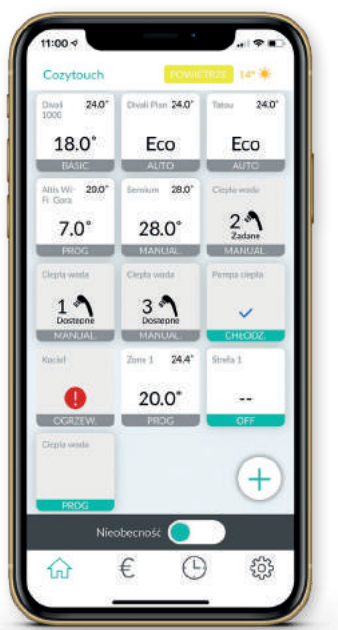 11:00
Cozytouch POWIETRZE 14°
Divali 1000 24.0°
18.0°
BASIC
Divali Plan 24.0°
Eco
AUTO
Tatou 24.0°
Eco
AUTO
Altis Wi-Fi Gora 20.0°
7.0°
PROG
Sensium 28.0°
28.0°
MANUAL.
Ciepła woda
2
Zadane
MANUAL.
Ciepła woda
1
Dostępne
MANUAL.
Ciepła woda
3
Dostępne
MANUAL.
Pompa ciepła
CHŁODZ.
Kocioł
OGRZEW.
Zone 1 24.4°
20.0°
PROG
Strefa 1
--
OFF
Ciepła woda
PROG
Nieobecność
€